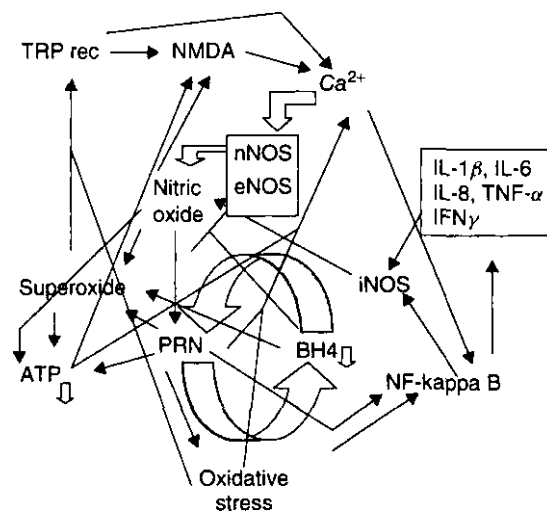 TRP rec
NMDA
Ca²⁺
nNOS
eNOS
Nitric
oxide
IL-1β, IL-6
IL-8, TNF-α
IFNγ
Superoxide
iNOS
ATP
PRN
BH4
NF-kappa B
Oxidative
stress